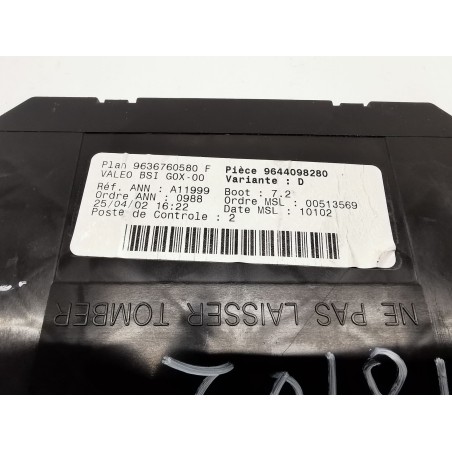 Plan 9636760580 F
VALEO BSI G0X-00
Réf. ANN : A11999
Ordre ANN : 0988
25/04/02 16:22
Poste de Controle : 2
Pièce 9644098280
Variante : D
Boot : 7.2
Ordre MSL : 00513569
Date MSL : 10102
NE PAS LAISSER TOMBER